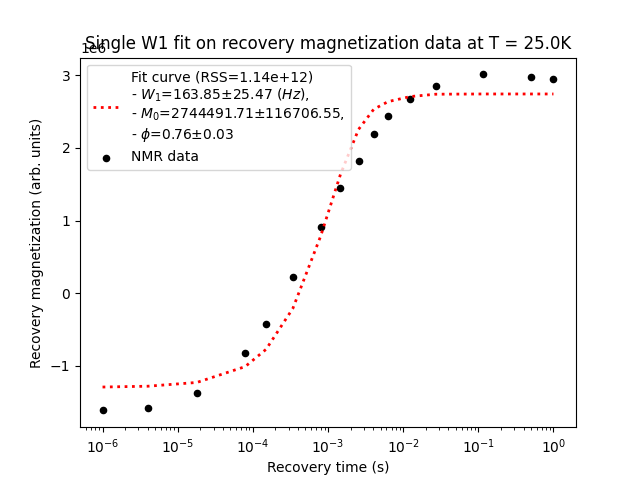 Single W1 fit on recovery magnetization data at T = 25.0K
1e6
Fit curve (RSS=1.14e+12)
- W₁=163.85±25.47 (Hz),
- M₀=2744491.71±116706.55,
- ϕ=0.76±0.03
NMR data
3
2
1
0
−1
Recovery magnetization (arb. units)
10⁻⁶ 10⁻⁵ 10⁻⁴ 10⁻³ 10⁻² 10⁻¹ 10⁰
Recovery time (s)